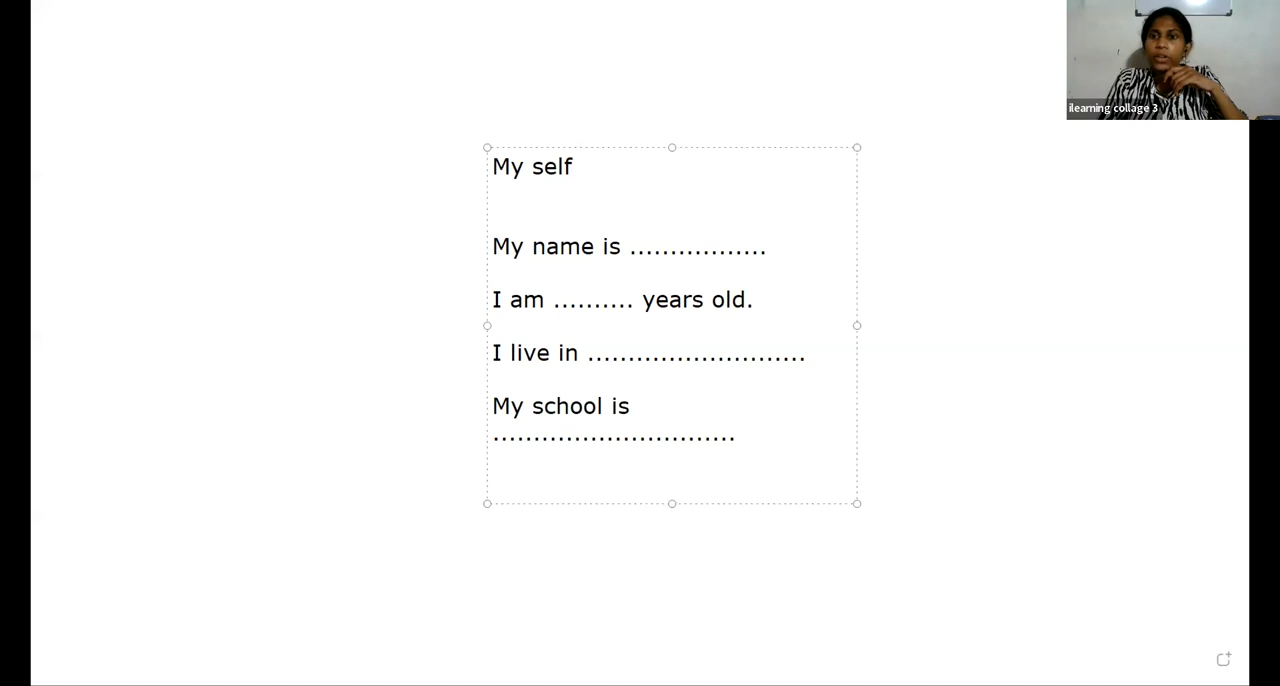 ilearning collage 3
My self
My name is .................
I am .......... years old.
I live in ...........................
My school is
..............................